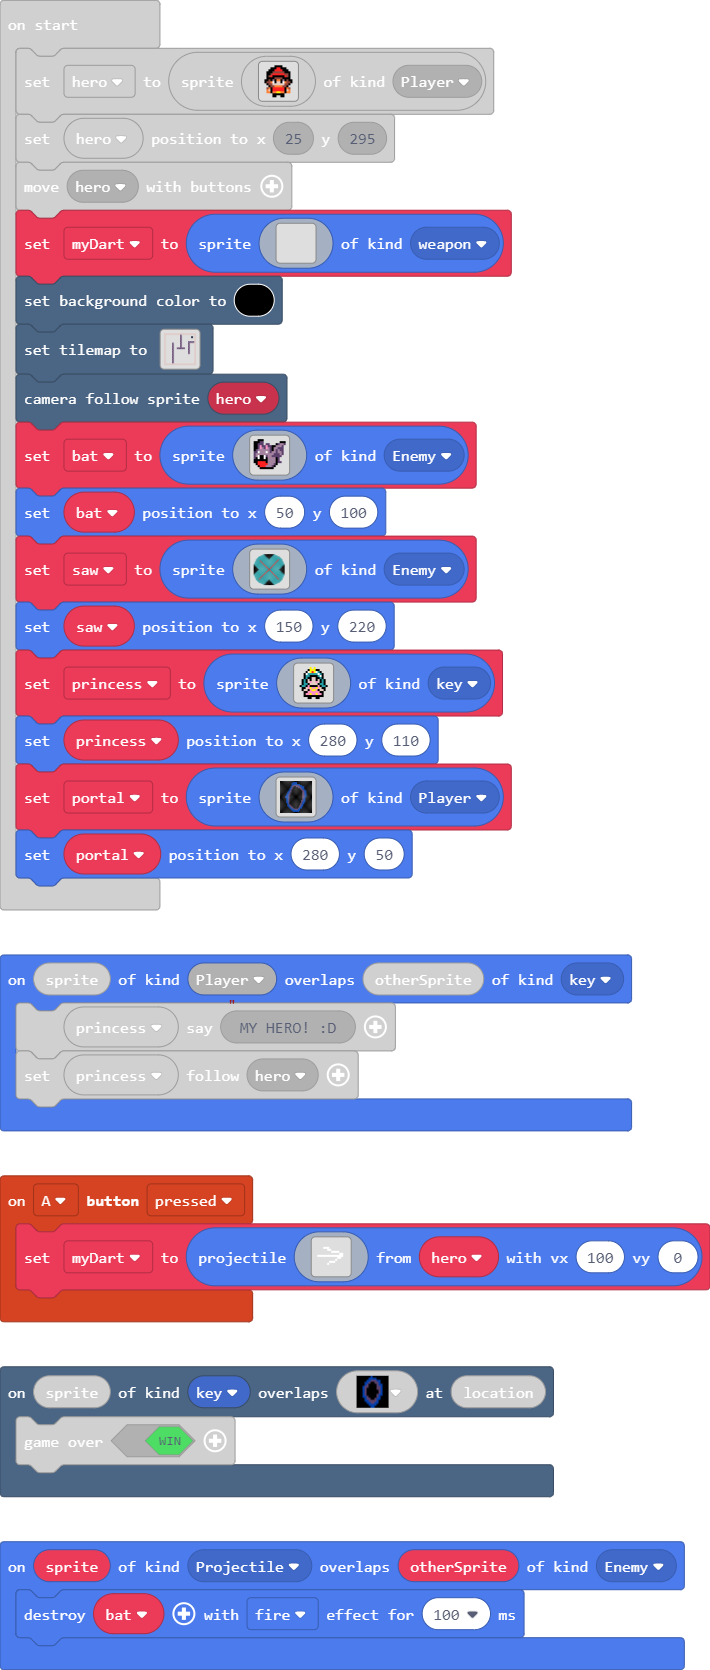 on start
set hero to sprite of kind Player
set hero position to x 25 y 295
move hero with buttons
set myDart to sprite of kind weapon
set background color to
set tilemap to
camera follow sprite hero
set bat to sprite of kind Enemy
set bat position to x 50 y 100
set saw to sprite of kind Enemy
set saw position to x 150 y 220
set princess to sprite of kind key
set princess position to x 280 y 110
set portal to sprite of kind Player
set portal position to x 280 y 50
on sprite of kind Player overlaps otherSprite of kind key
princess say " MY HERO! :D
set princess follow hero
on A button pressed
set myDart to projectile from hero with vx 100 vy 0
on sprite of kind key overlaps at location
game over WIN
on sprite of kind Projectile overlaps otherSprite of kind Enemy
destroy bat with fire effect for 100 ms